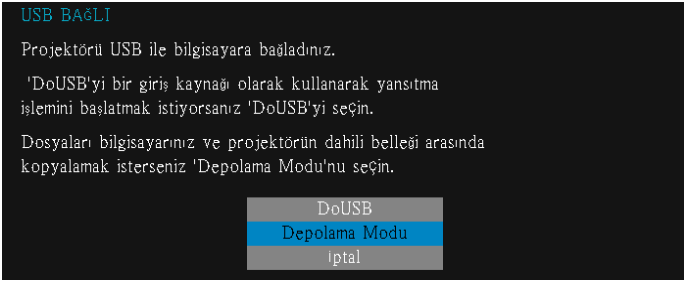 USB BAĞLI
Projektörü USB ile bilgisayara bağladınız.
'DoUSB'yi bir giriş kaynağı olarak kullanarak yansıtma
işlemini başlatmak istiyorsanız 'DoUSB'yi seçin.
Dosyaları bilgisayarınız ve projektörün dahili belleği arasında
kopyalamak isterseniz 'Depolama Modu'nu seçin.
DoUSB
Depolama Modu
İptal